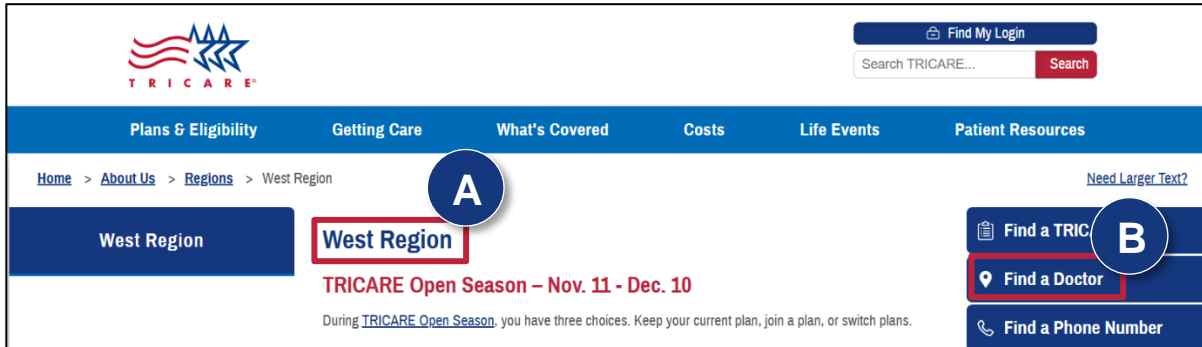 Find My Login
TRICARE®
Search TRICARE... Search
Plans & Eligibility Getting Care What's Covered Costs Life Events Patient Resources
Home > About Us > Regions > West Region
Need Larger Text?
A
B
West Region
West Region
Find a TRIC
TRICARE Open Season – Nov. 11 - Dec. 10
Find a Doctor
During TRICARE Open Season, you have three choices. Keep your current plan, join a plan, or switch plans.
Find a Phone Number